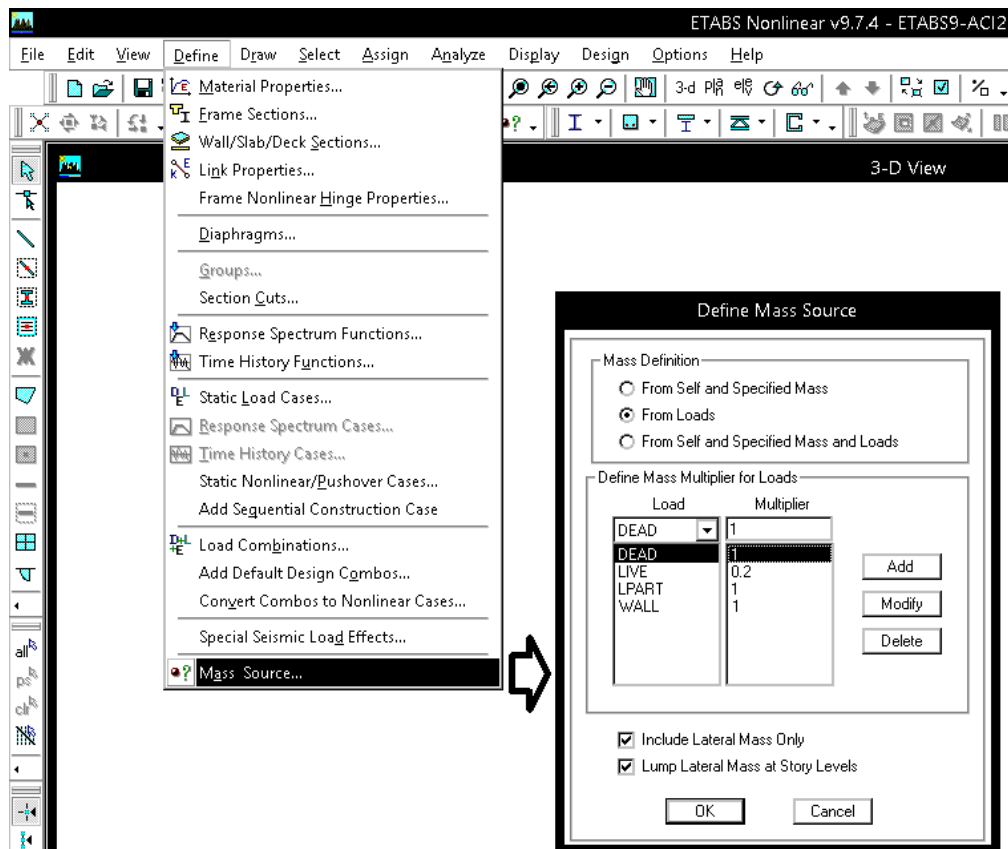 ETABS Nonlinear v9.7.4 - ETABS9-ACI2
File Edit View Define Draw Select Assign Analyze Display Design Options Help
3-d
Material Properties...
Frame Sections...
Wall/Slab/Deck Sections...
Link Properties...
Frame Nonlinear Hinge Properties...
Diaphragms...
Groups...
Section Cuts...
Response Spectrum Functions...
Time History Functions...
Static Load Cases...
Response Spectrum Cases...
Time History Cases...
Static Nonlinear/Pushover Cases...
Add Sequential Construction Case
Load Combinations...
Add Default Design Combos...
Convert Combos to Nonlinear Cases...
Special Seismic Load Effects...
Mass Source...
all
ps
clr
3-D View
Define Mass Source
Mass Definition
From Self and Specified Mass
From Loads
From Self and Specified Mass and Loads
Define Mass Multiplier for Loads
Load Multiplier
DEAD 1
DEAD 1
LIVE 0.2
LPART 1
WALL 1
Add
Modify
Delete
Include Lateral Mass Only
Lump Lateral Mass at Story Levels
OK Cancel